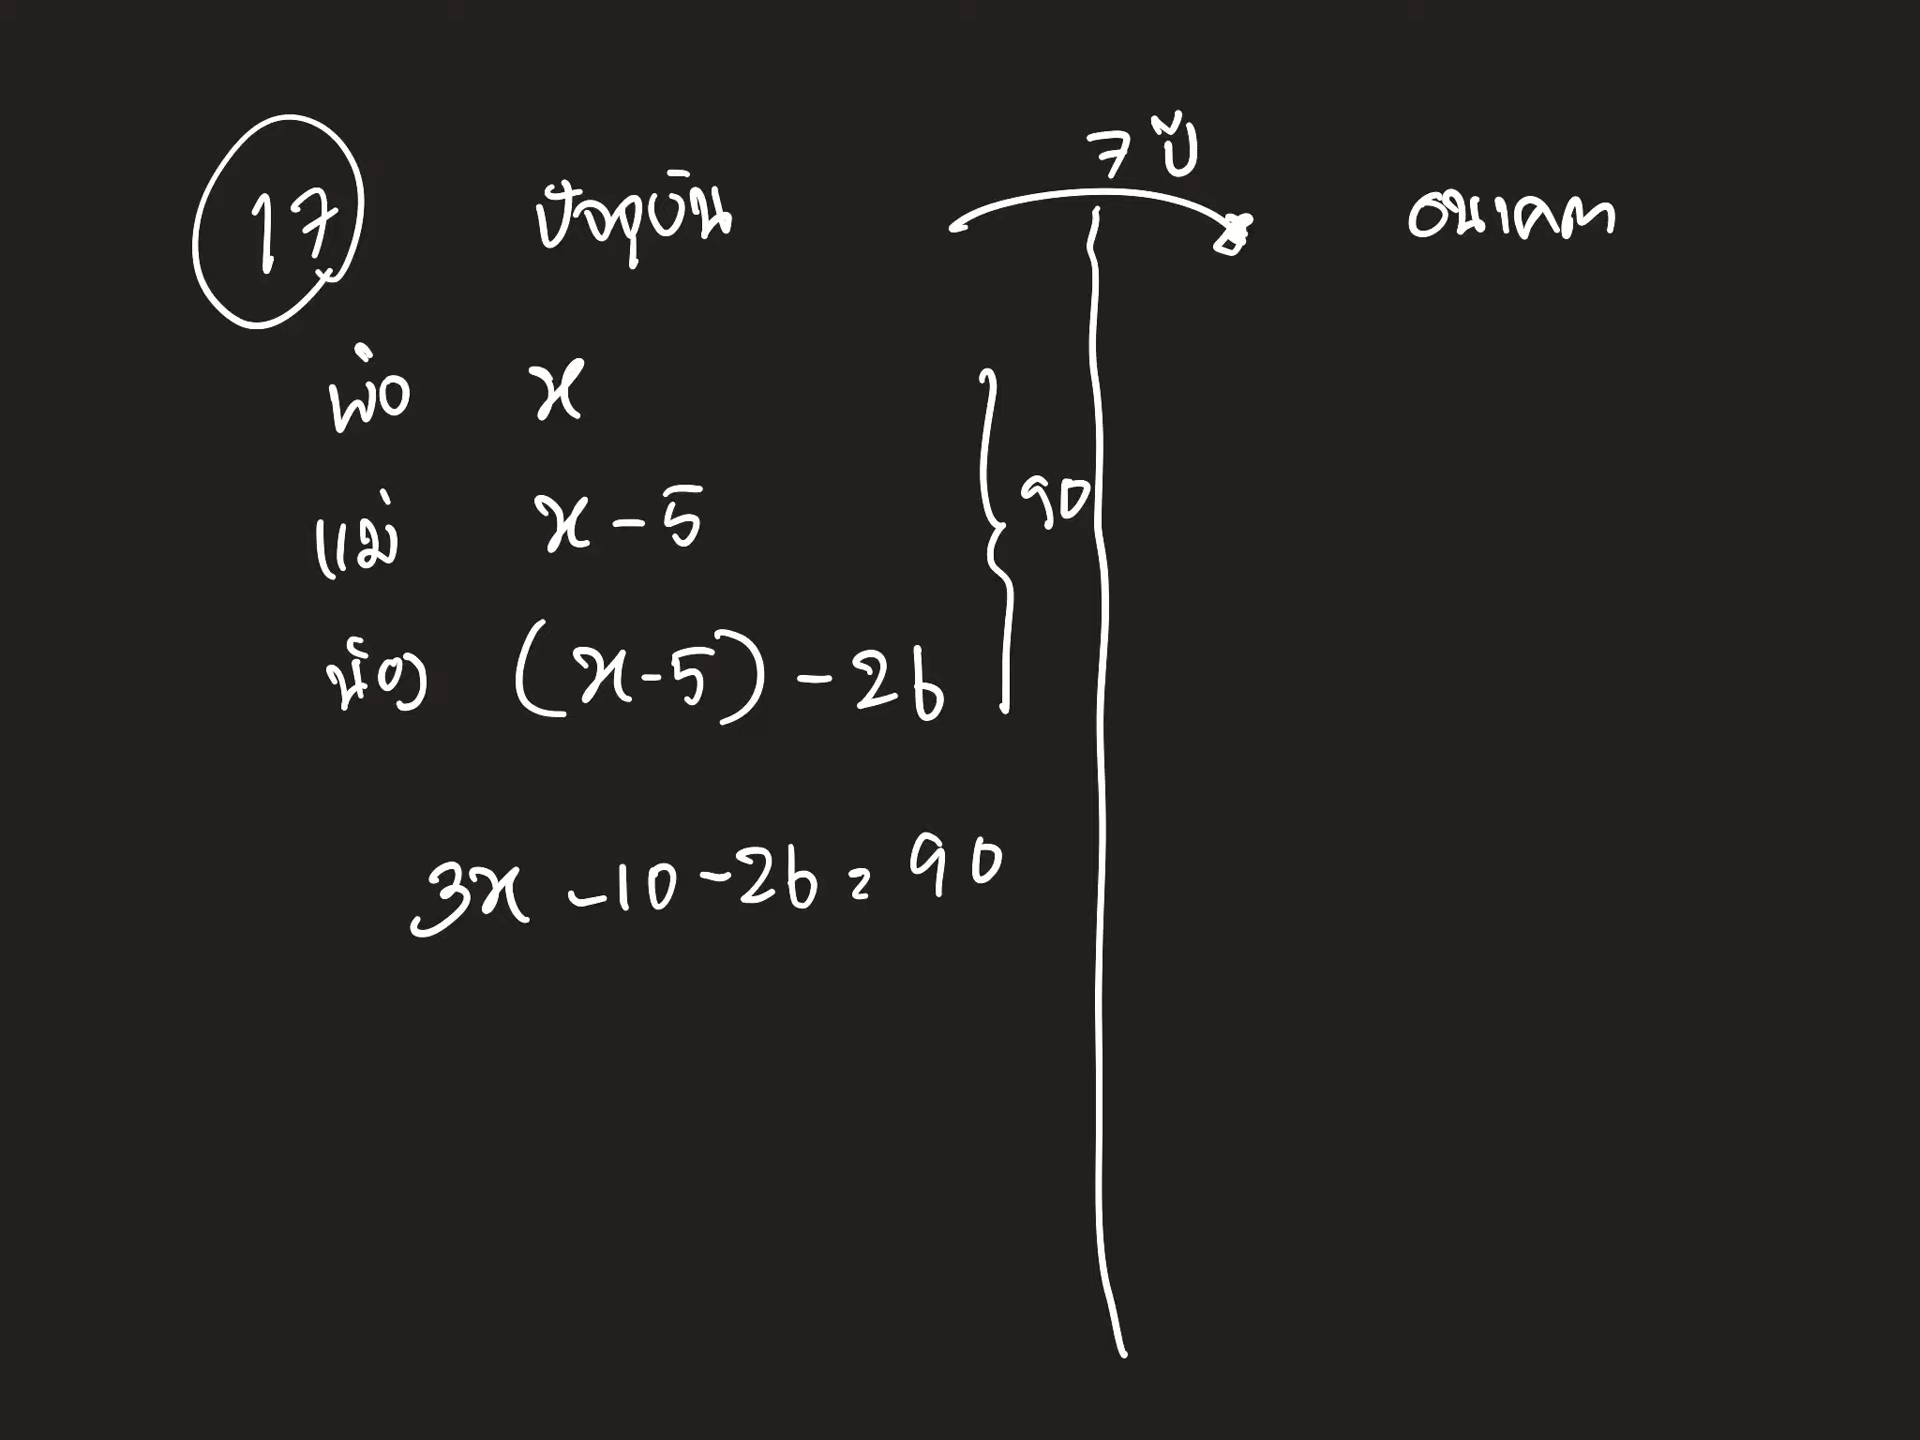 7 ปี
17 ปัจจุบัน อนาคต
พ่อ x
แม่ x - 5
90
น้อง (x-5) - 26
3x - 10 - 26 = 90